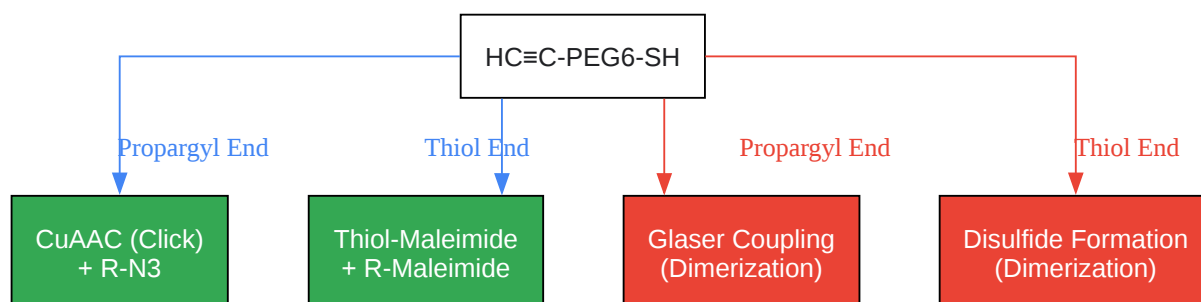 HC≡C-PEG6-SH
Propargyl End
Thiol End
Propargyl End
Thiol End
CuAAC (Click)
+ R-N3
Thiol-Maleimide
+ R-Maleimide
Glaser Coupling
(Dimerization)
Disulfide Formation
(Dimerization)